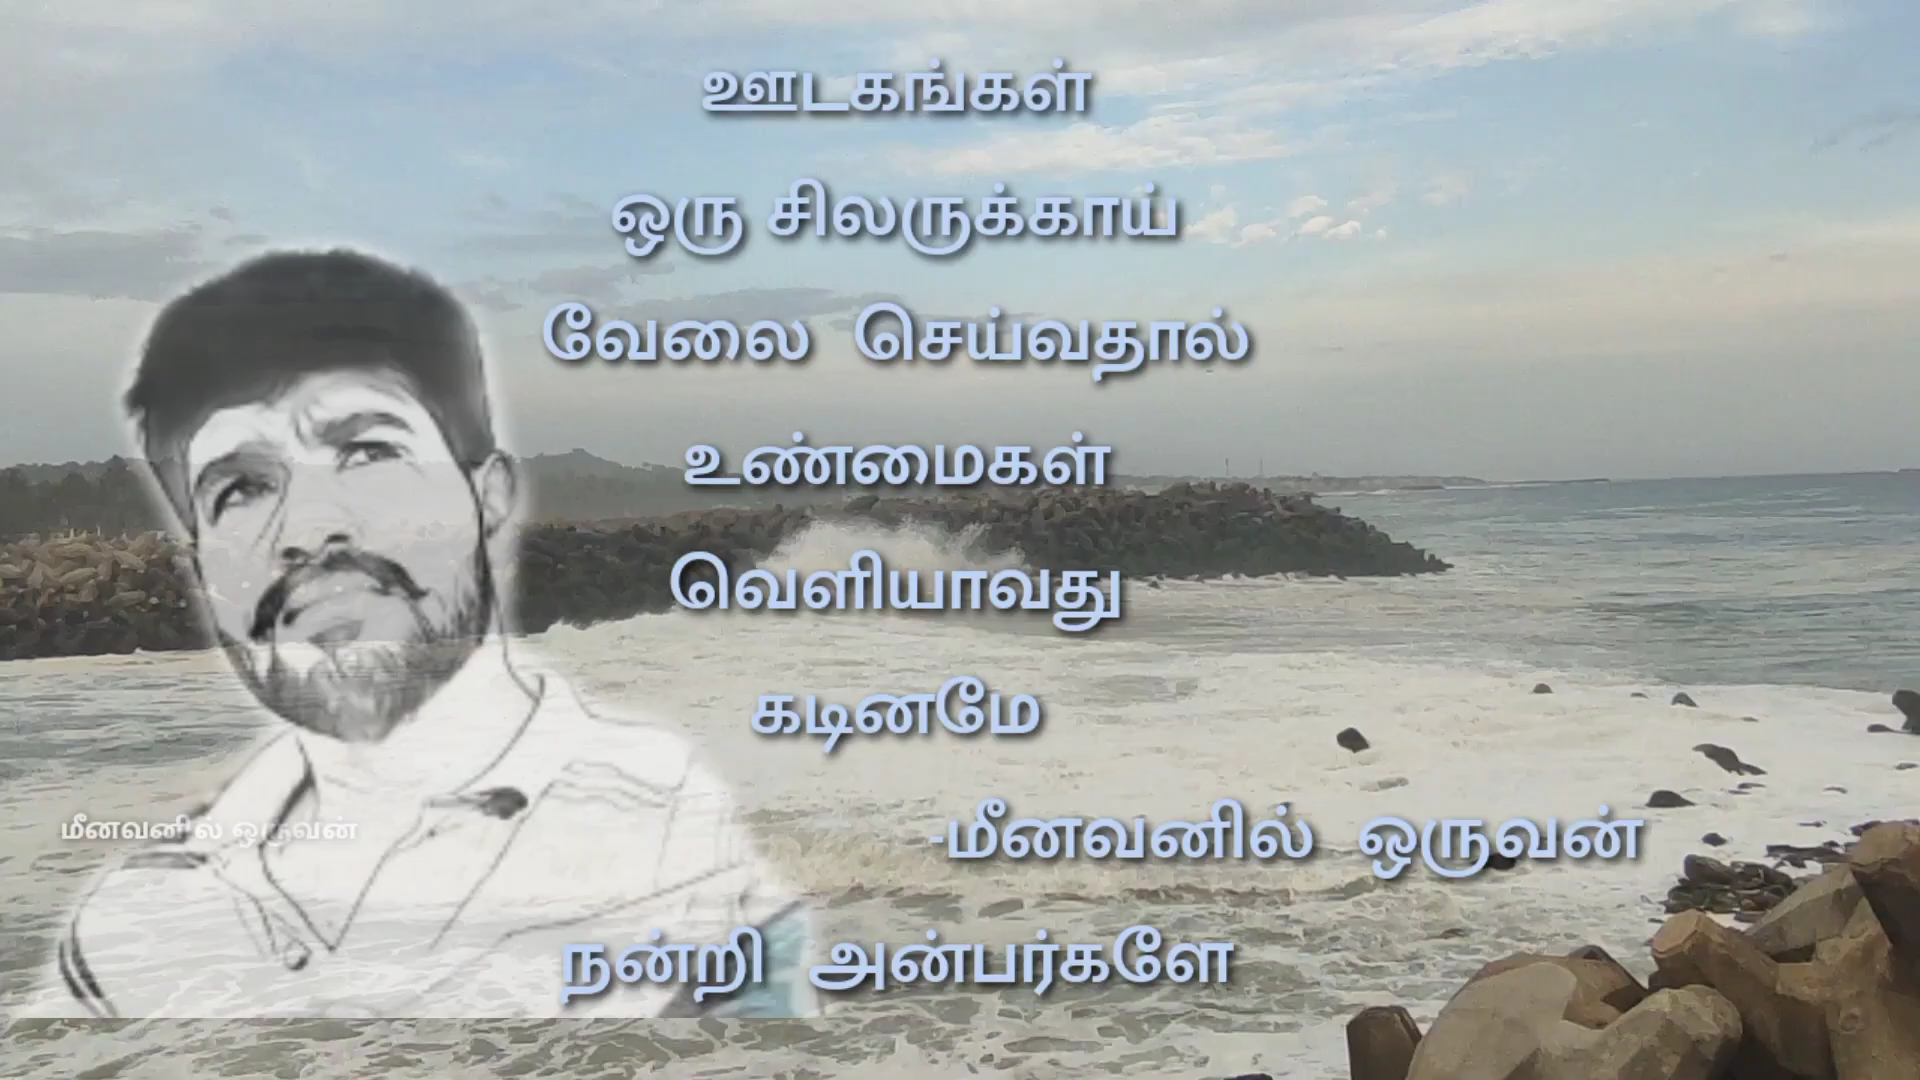 ஊடகங்கள்
ஒரு சிலருக்காய்
வேலை செய்வதால்
உண்மைகள்
வெளியாவது
கடினமே
-மீனவனில் ஒருவன்
மீனவனில் ஒருவன்
நன்றி அன்பர்களே